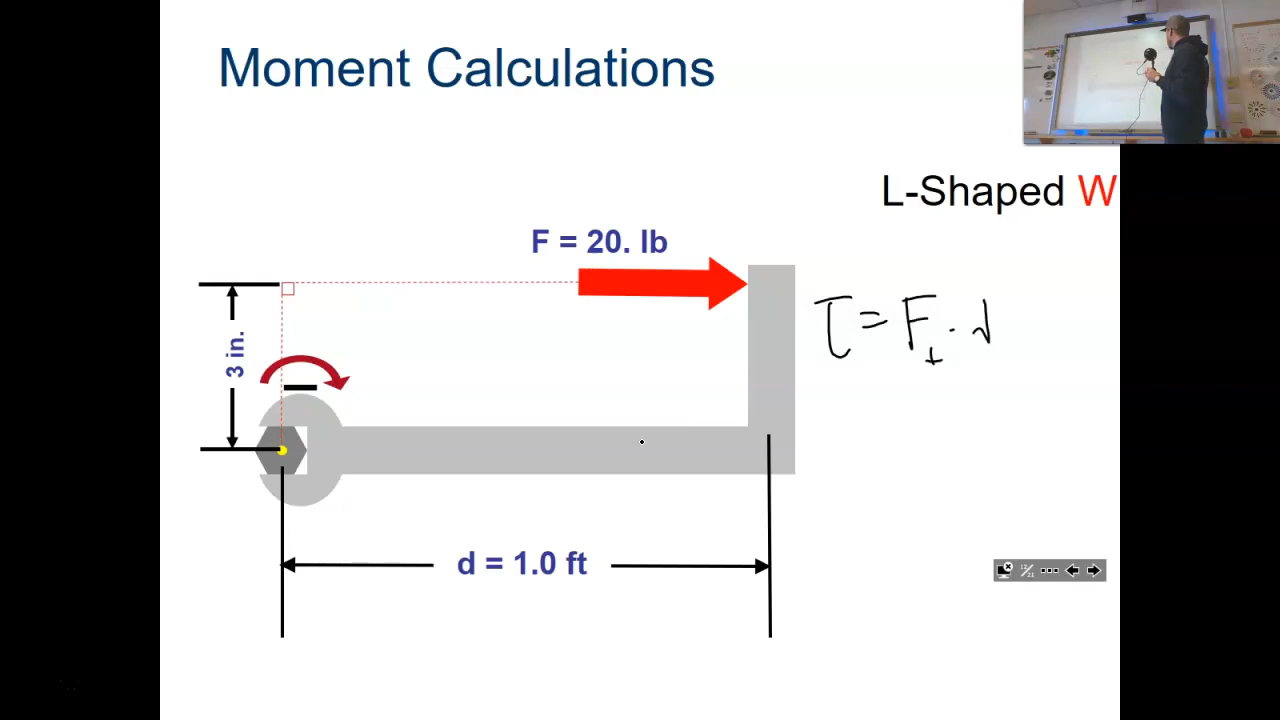 Moment Calculations
L-Shaped W
F = 20. lb
3 in.
τ = F⊥ · d
d = 1.0 ft